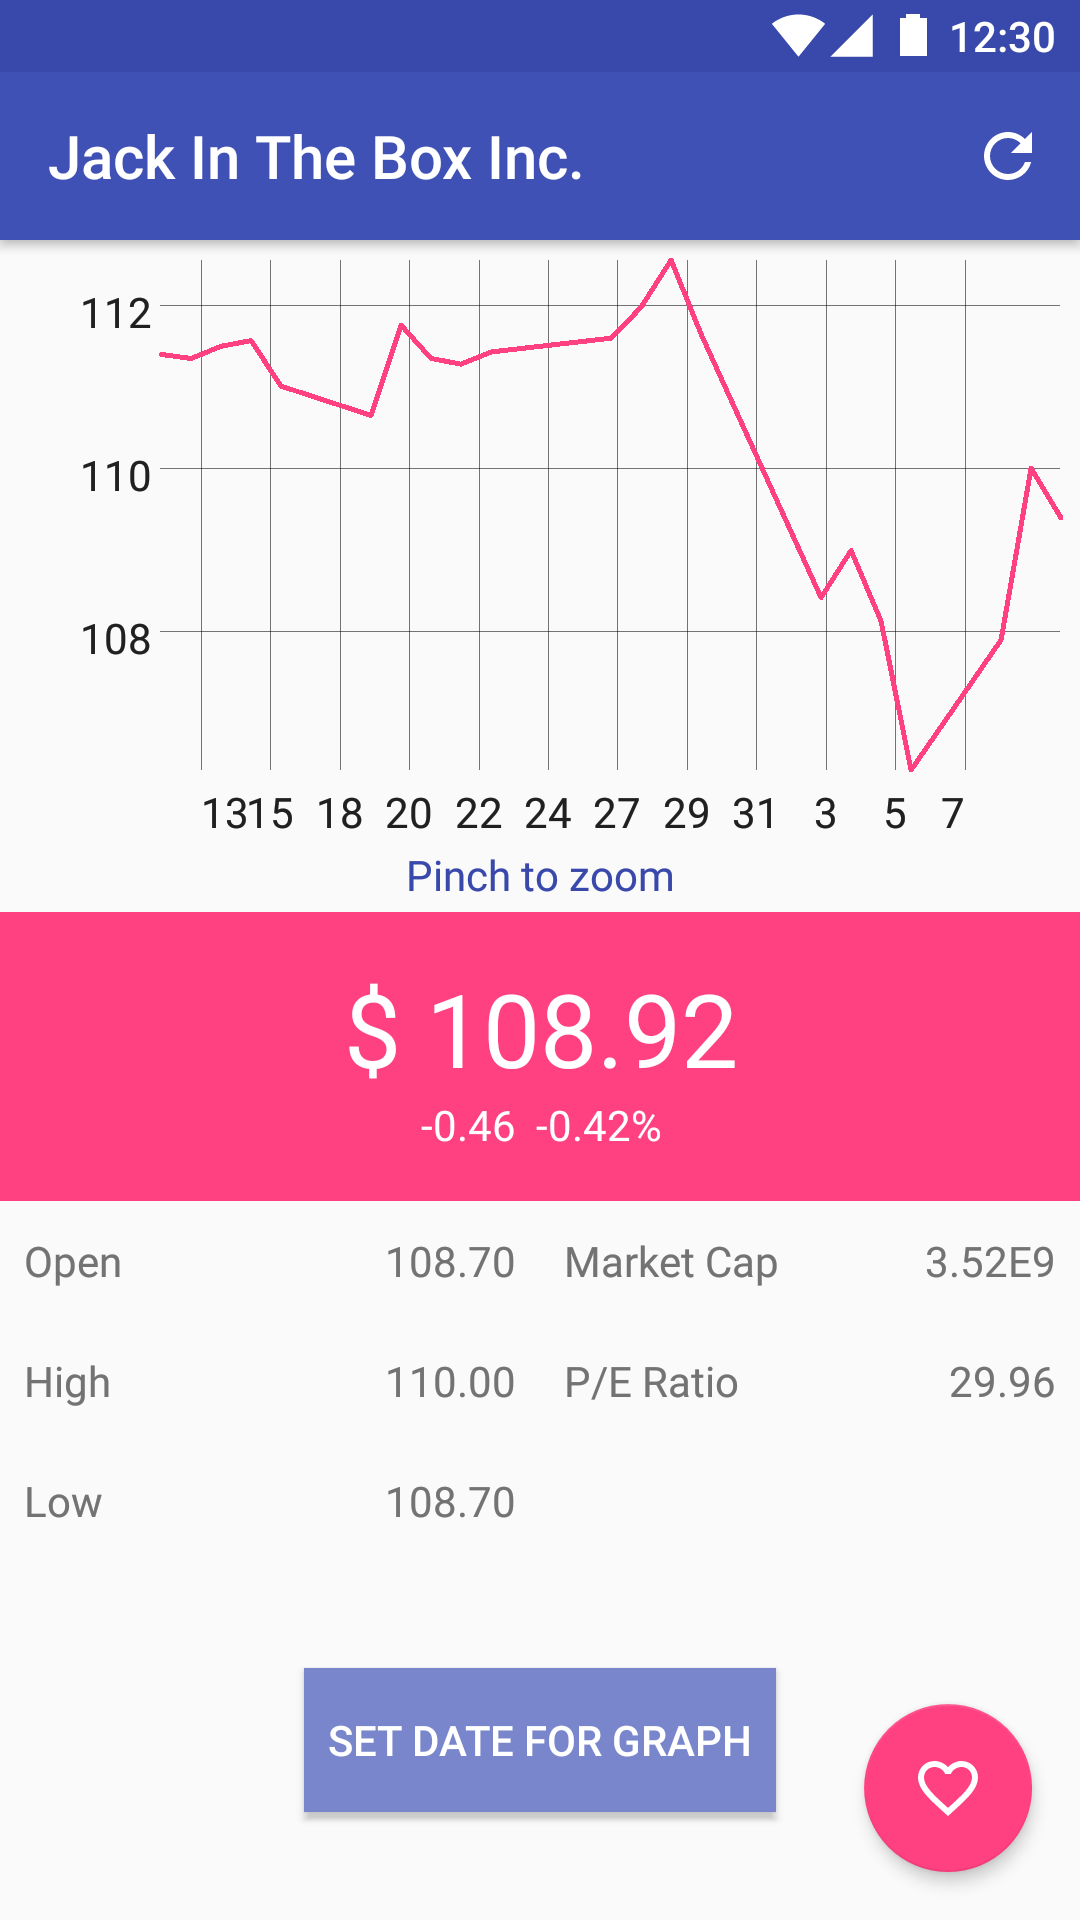 12:30
Jack In The Box Inc.
112
110
108
13 15 18 20 22 24 27 29 31 3 5 7
Pinch to zoom
$ 108.92
-0.46 -0.42%
Open 108.70 Market Cap 3.52E9
High 110.00 P/E Ratio 29.96
Low 108.70
SET DATE FOR GRAPH